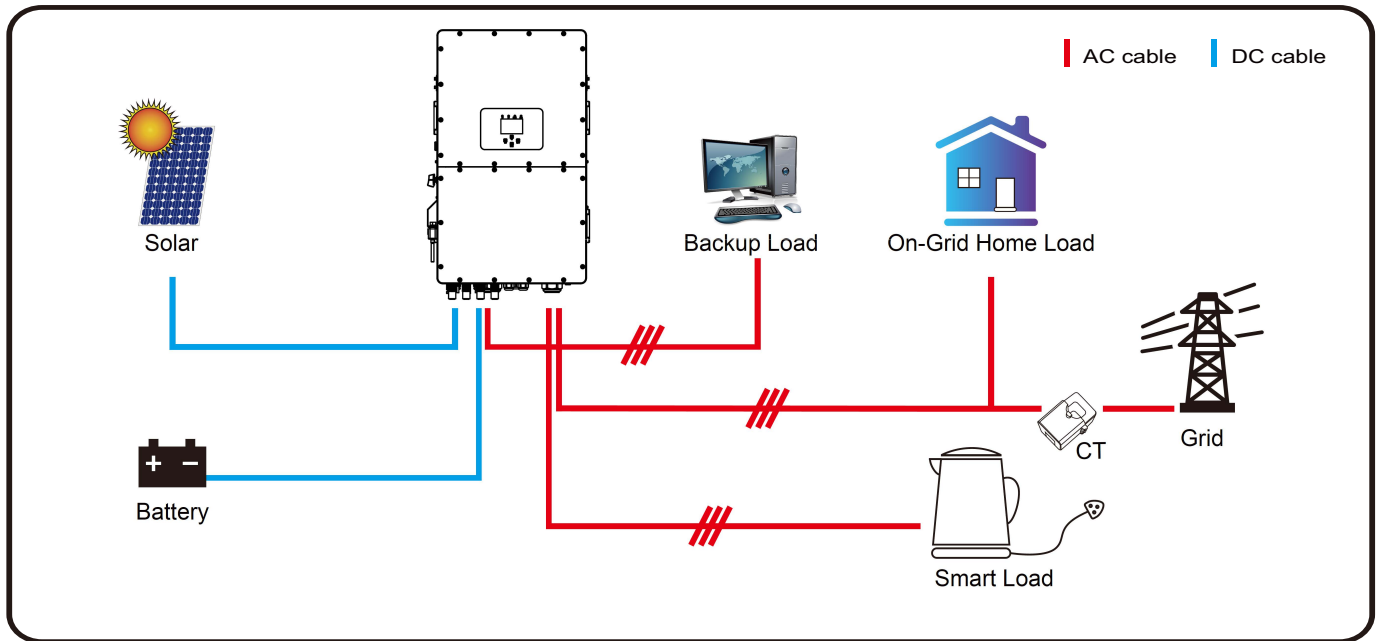 AC cable
DC cable
Solar
Backup Load
On-Grid Home Load
+ −
CT
Grid
Battery
Smart Load